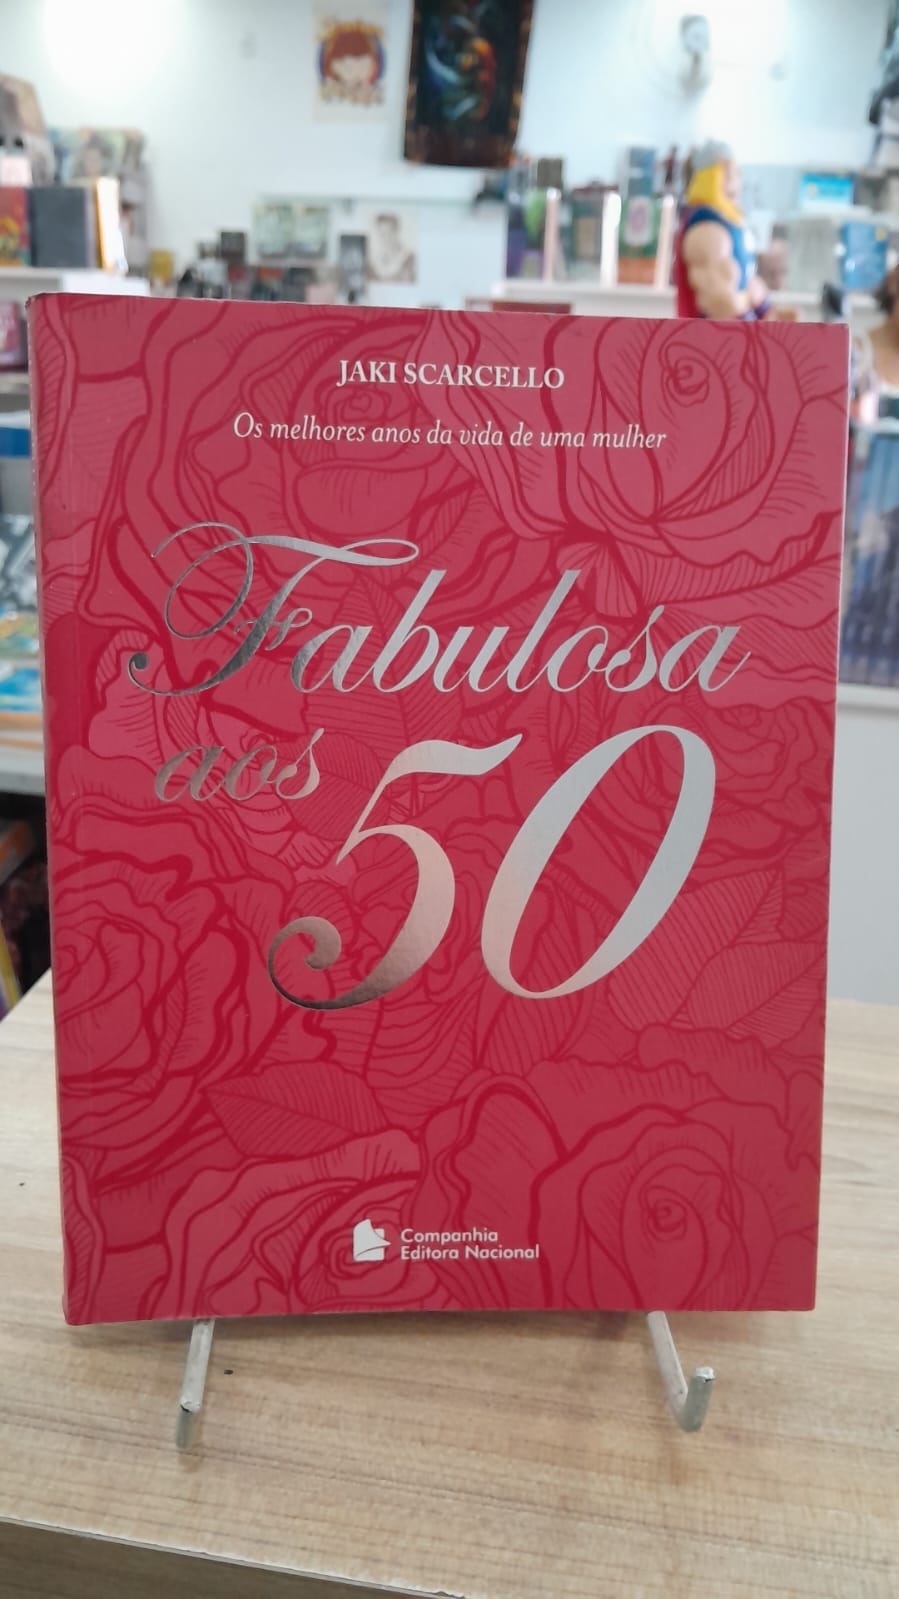 JAKI SCARCELLO
Os melhores anos da vida de uma mulher
Fabulosa
aos 50
Companhia
Editora Nacional